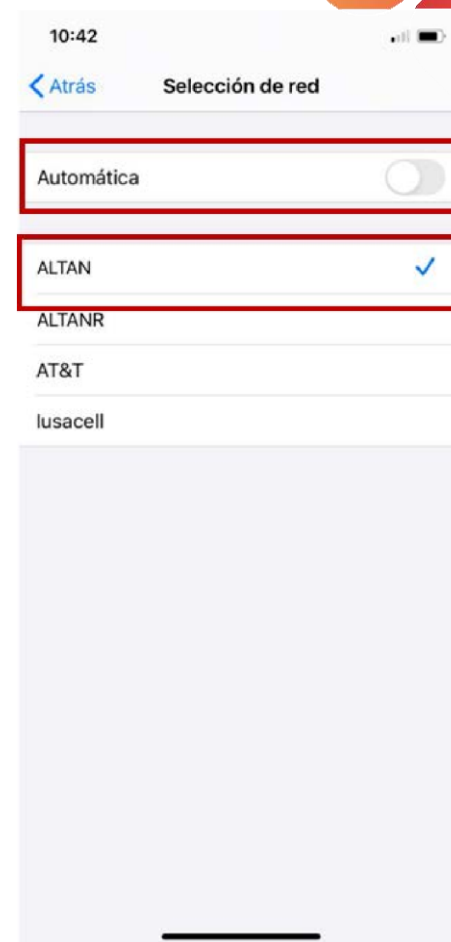 10:42
Atrás Selección de red
Automática
ALTAN
ALTANR
AT&T
Iusacell